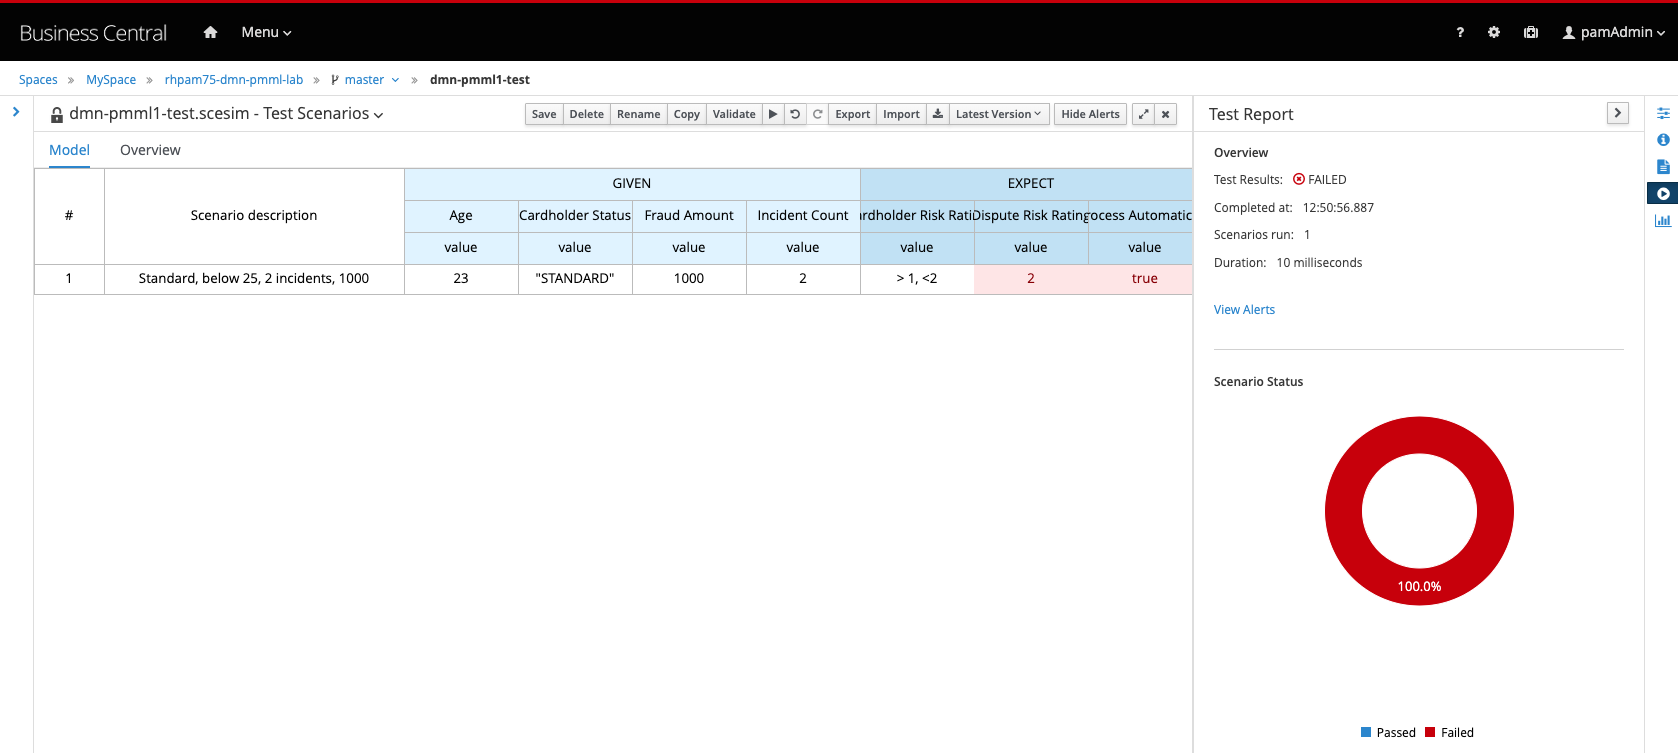 Business Central Menu ? pamAdmin
Spaces » MySpace » rhpam75-dmn-pmml-lab » master » dmn-pmml1-test
dmn-pmml1-test.scesim - Test Scenarios
Save Delete Rename Copy Validate Export Import Latest Version Hide Alerts
Model Overview
# Scenario description GIVEN EXPECT
Age Cardholder Status Fraud Amount Incident Count ardholder Risk Rati Dispute Risk Rating ocess Automatic
value value value value value value value
1 Standard, below 25, 2 incidents, 1000 23 "STANDARD" 1000 2 > 1, <2 2 true
Test Report
Overview
Test Results: FAILED
Completed at: 12:50:56.887
Scenarios run: 1
Duration: 10 milliseconds
View Alerts
Scenario Status
100.0%
Passed Failed